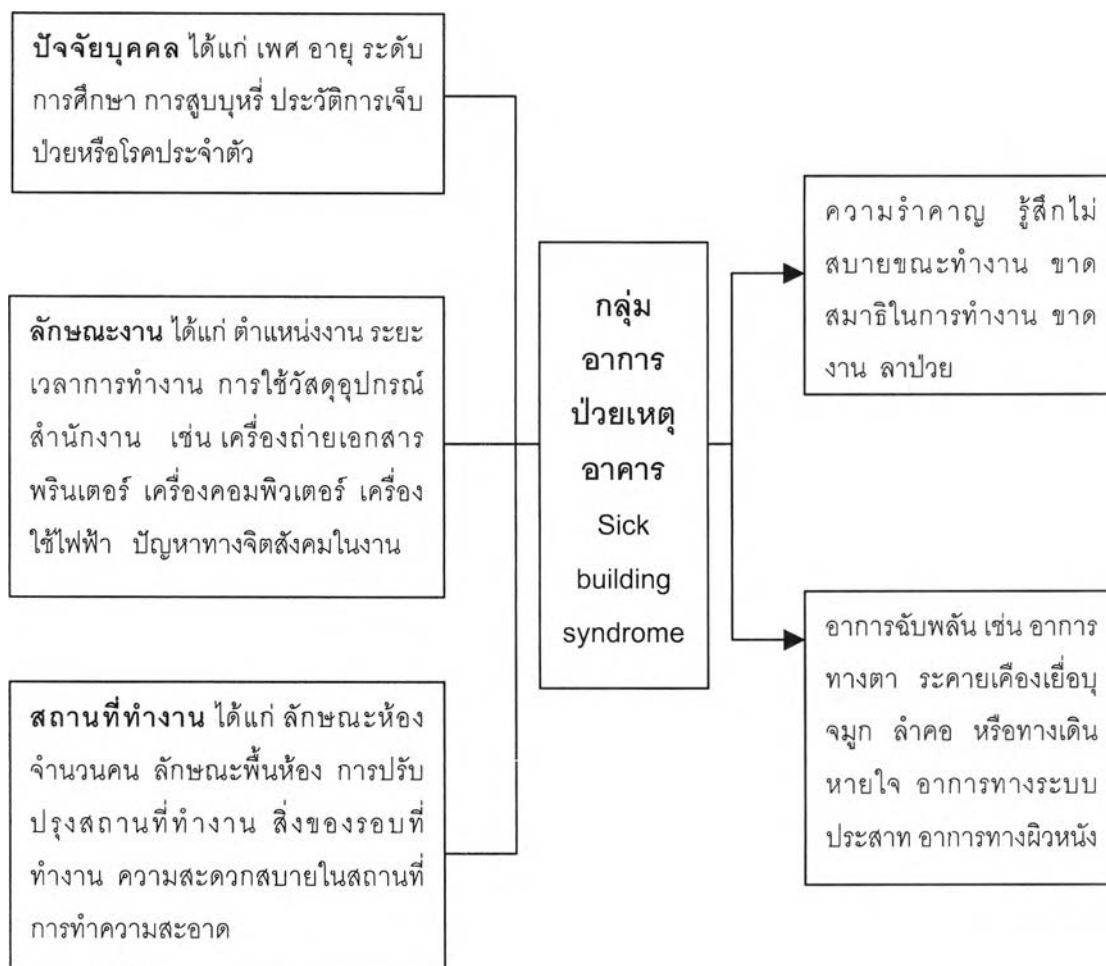 ปัจจัยบุคคล ได้แก่ เพศ อายุ ระดับ
การศึกษา การสูบบุหรี่ ประวัติการเจ็บ
ป่วยหรือโรคประจำตัว
ลักษณะงาน ได้แก่ ตำแหน่งงาน ระยะ
เวลาการทำงาน การใช้วัสดุอุปกรณ์
สำนักงาน เช่น เครื่องถ่ายเอกสาร
พรินเตอร์ เครื่องคอมพิวเตอร์ เครื่อง
ใช้ไฟฟ้า ปัญหาทางจิตสังคมในงาน
สถานที่ทำงาน ได้แก่ ลักษณะห้อง
จำนวนคน ลักษณะพื้นห้อง การปรับ
ปรุงสถานที่ทำงาน สิ่งของรอบที่
ทำงาน ความสะดวกสบายในสถานที่
การทำความสะอาด
กลุ่ม
อาการ
ป่วยเหตุ
อาคาร
Sick
building
syndrome
ความรำคาญ รู้สึกไม่
สบายขณะทำงาน ขาด
สมาธิในการทำงาน ขาด
งาน ลาป่วย
อาการฉับพลัน เช่น อาการ
ทางตา ระคายเคืองเยื่อบุ
จมูก ลำคอ หรือทางเดิน
หายใจ อาการทางระบบ
ประสาท อาการทางผิวหนัง